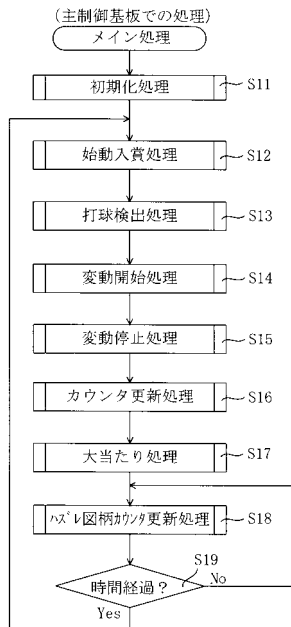 (主制御基板での処理)
メイン処理
初期化処理 S11
始動入賞処理 S12
打球検出処理 S13
変動開始処理 S14
変動停止処理 S15
カウンタ更新処理 S16
大当たり処理 S17
ﾊｽﾞﾚ図柄ｶｳﾝﾀ更新処理 S18
S19
時間経過? No
Yes